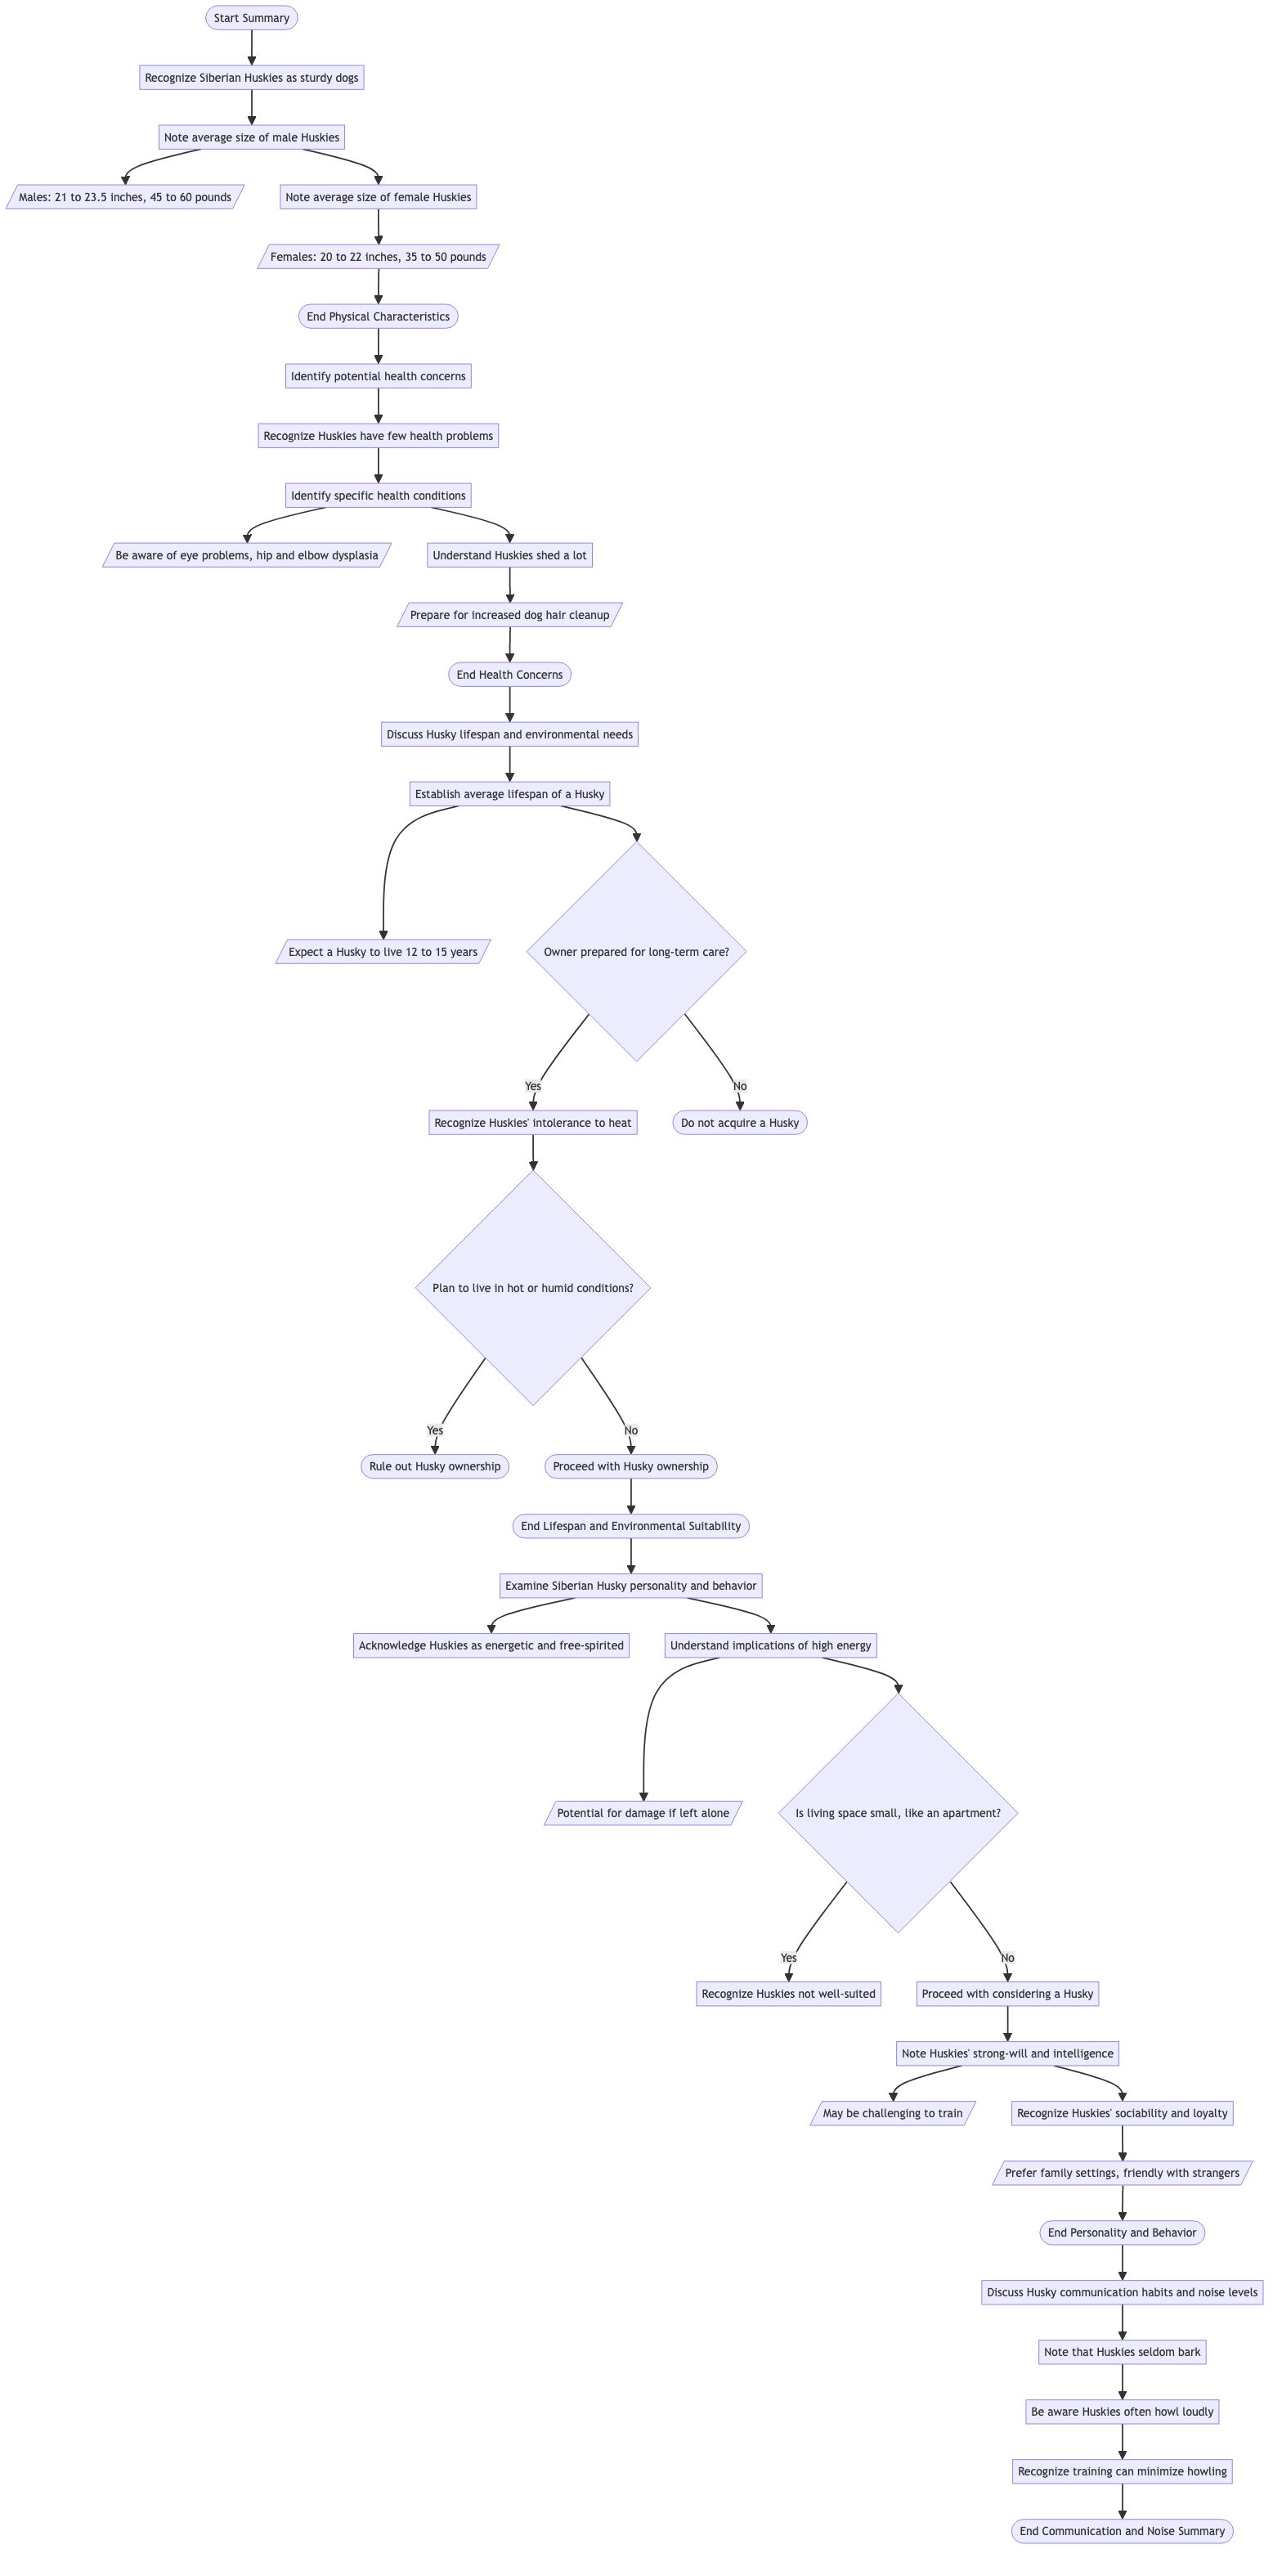 Start Summary
Recognize Siberian Huskies as sturdy dogs
Note average size of male Huskies
Males: 21 to 23.5 inches, 45 to 60 pounds
Note average size of female Huskies
Females: 20 to 22 inches, 35 to 50 pounds
End Physical Characteristics
Identify potential health concerns
Recognize Huskies have few health problems
Identify specific health conditions
Be aware of eye problems, hip and elbow dysplasia
Understand Huskies shed a lot
Prepare for increased dog hair cleanup
End Health Concerns
Discuss Husky lifespan and environmental needs
Establish average lifespan of a Husky
Expect a Husky to live 12 to 15 years
Owner prepared for long-term care?
Yes
No
Recognize Huskies' intolerance to heat
Do not acquire a Husky
Plan to live in hot or humid conditions?
Yes
No
Rule out Husky ownership
Proceed with Husky ownership
End Lifespan and Environmental Suitability
Examine Siberian Husky personality and behavior
Acknowledge Huskies as energetic and free-spirited
Understand implications of high energy
Potential for damage if left alone
Is living space small, like an apartment?
Yes
No
Recognize Huskies not well-suited
Proceed with considering a Husky
Note Huskies' strong-will and intelligence
May be challenging to train
Recognize Huskies' sociability and loyalty
Prefer family settings, friendly with strangers
End Personality and Behavior
Discuss Husky communication habits and noise levels
Note that Huskies seldom bark
Be aware Huskies often howl loudly
Recognize training can minimize howling
End Communication and Noise Summary